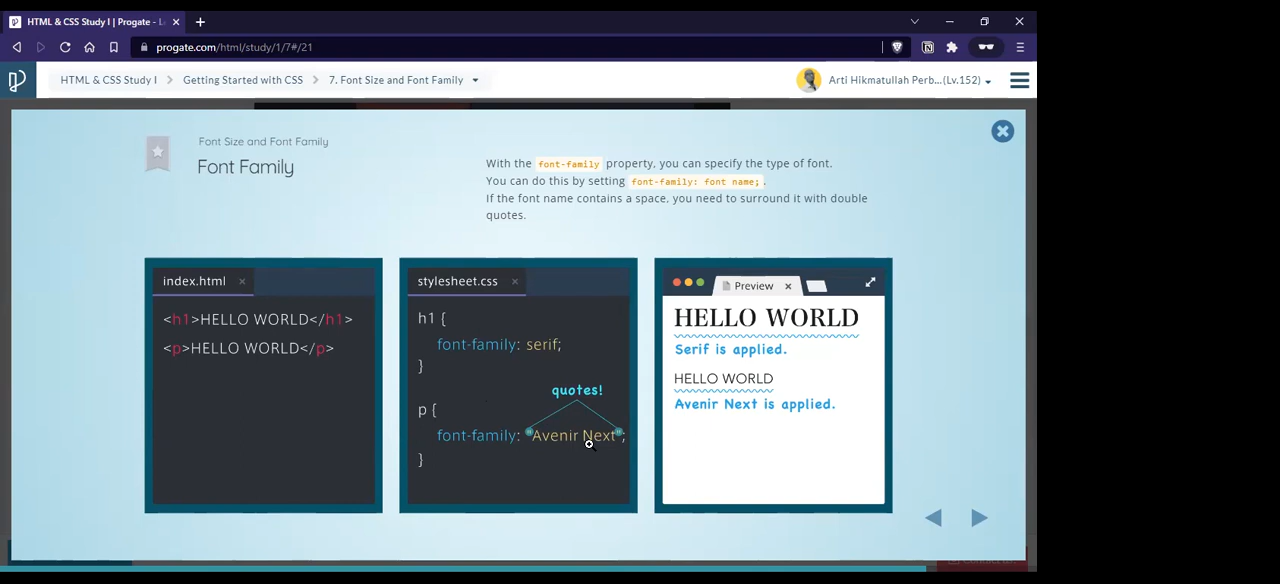 HTML & CSS Study I | Progate - L
progate.com/html/study/1/7#/21
HTML & CSS Study I
Getting Started with CSS
7. Font Size and Font Family
Arti Hikmatullah Perb...(Lv.152)
Font Size and Font Family
Font Family
With the font-family property, you can specify the type of font.
You can do this by setting font-family: font name; .
If the font name contains a space, you need to surround it with double
quotes.
index.html
<h1>HELLO WORLD</h1>
<p>HELLO WORLD</p>
stylesheet.css
h1 {
font-family: serif;
}
quotes!
p {
font-family: "Avenir Next";
}
Preview
HELLO WORLD
Serif is applied.
HELLO WORLD
Avenir Next is applied.